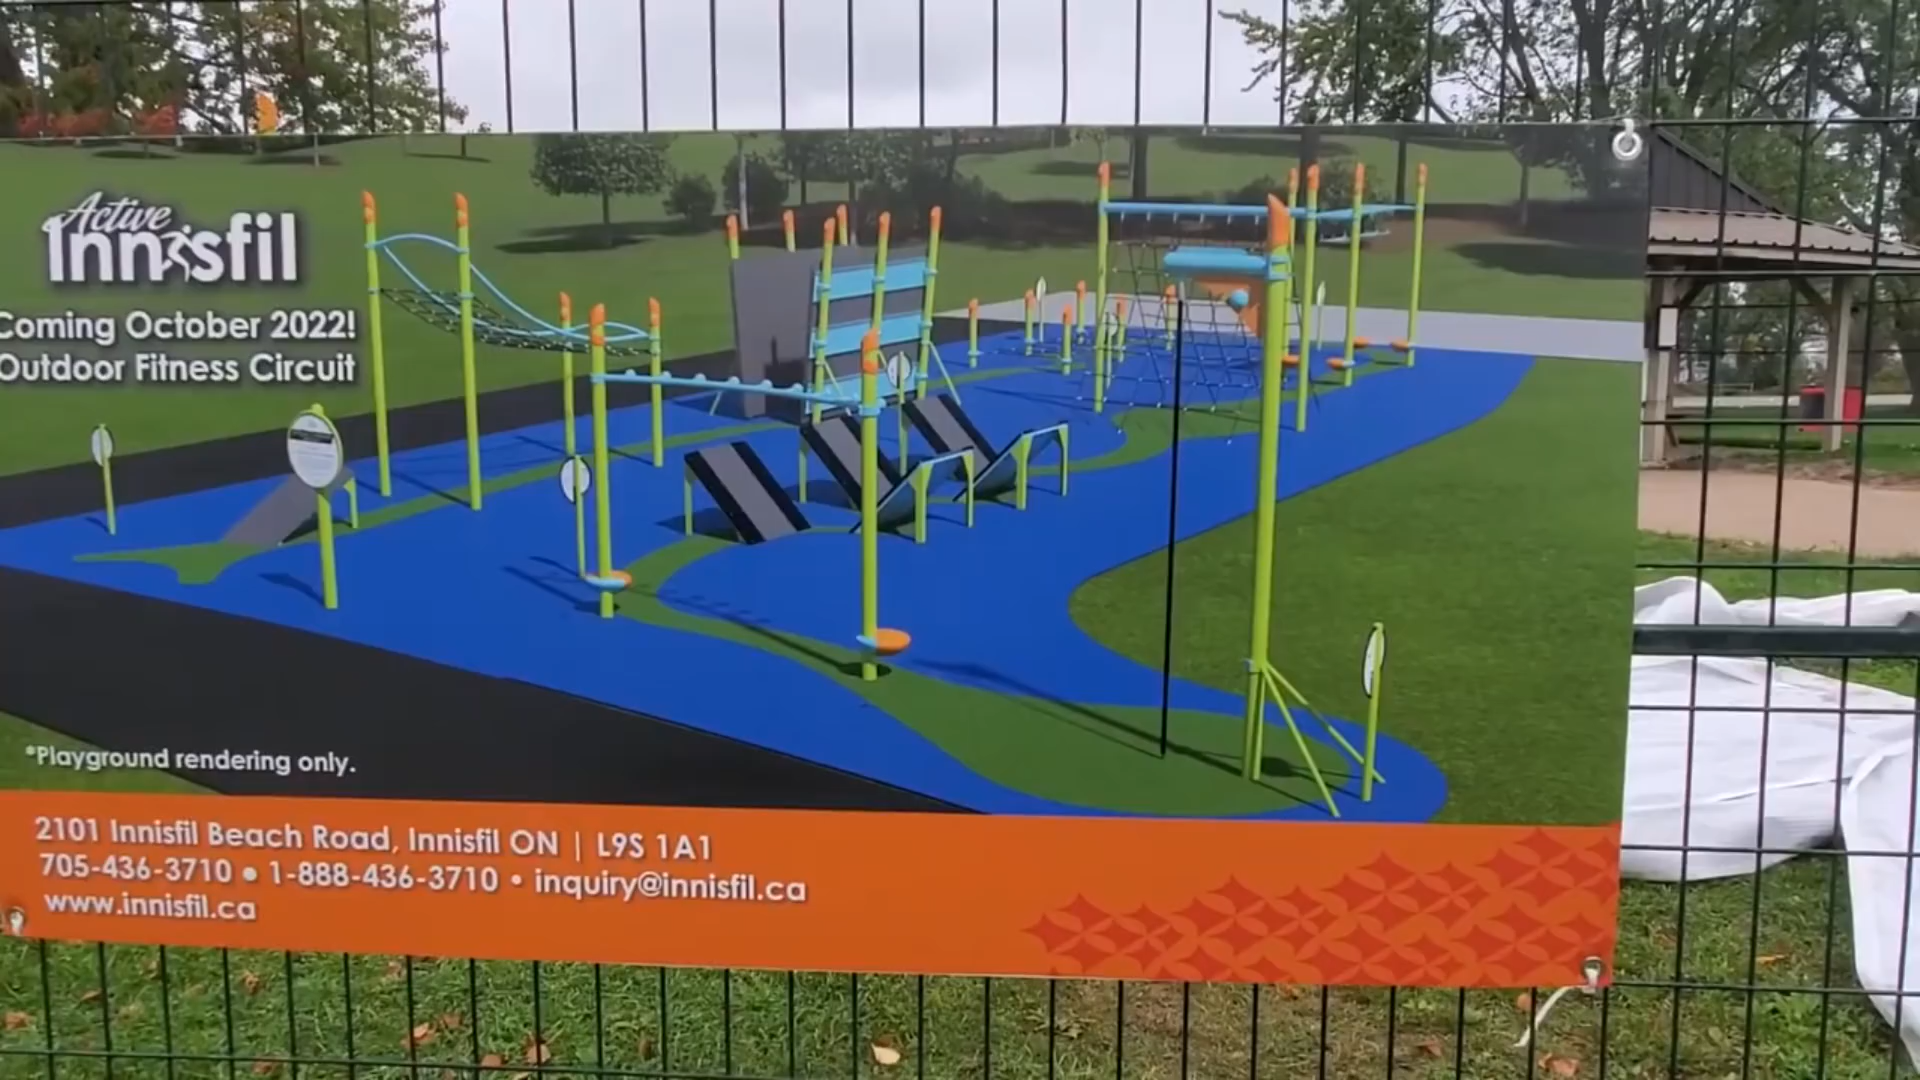 Active
Innisfil
Coming October 2022!
Outdoor Fitness Circuit
*Playground rendering only.
2101 Innisfil Beach Road, Innisfil ON | L9S 1A1
705-436-3710 • 1-888-436-3710 • inquiry@innisfil.ca
www.innisfil.ca